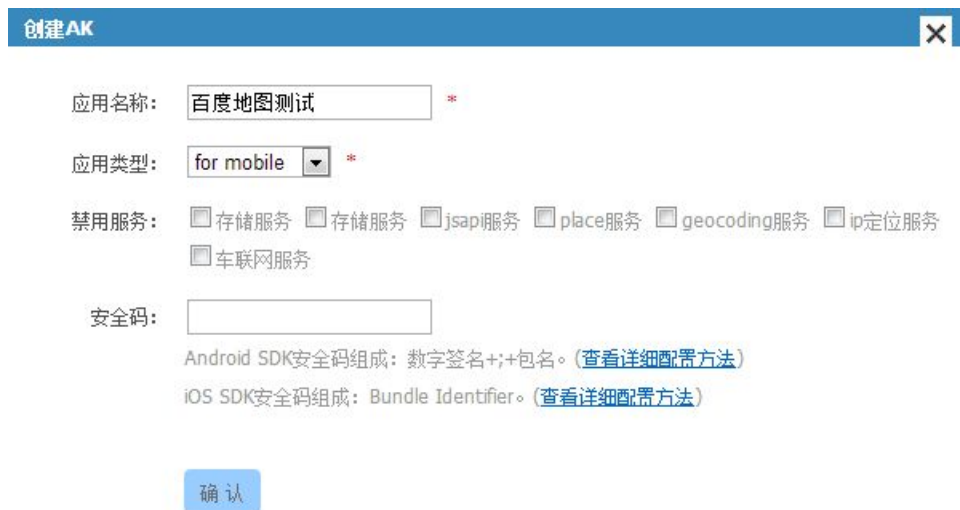 创建AK
应用名称： 百度地图测试 *
应用类型： for mobile *
禁用服务： 存储服务 存储服务 jsapi服务 place服务 geocoding服务 ip定位服务
车联网服务
安全码：
Android SDK安全码组成：数字签名+;+包名。(查看详细配置方法)
iOS SDK安全码组成：Bundle Identifier。(查看详细配置方法)
确 认